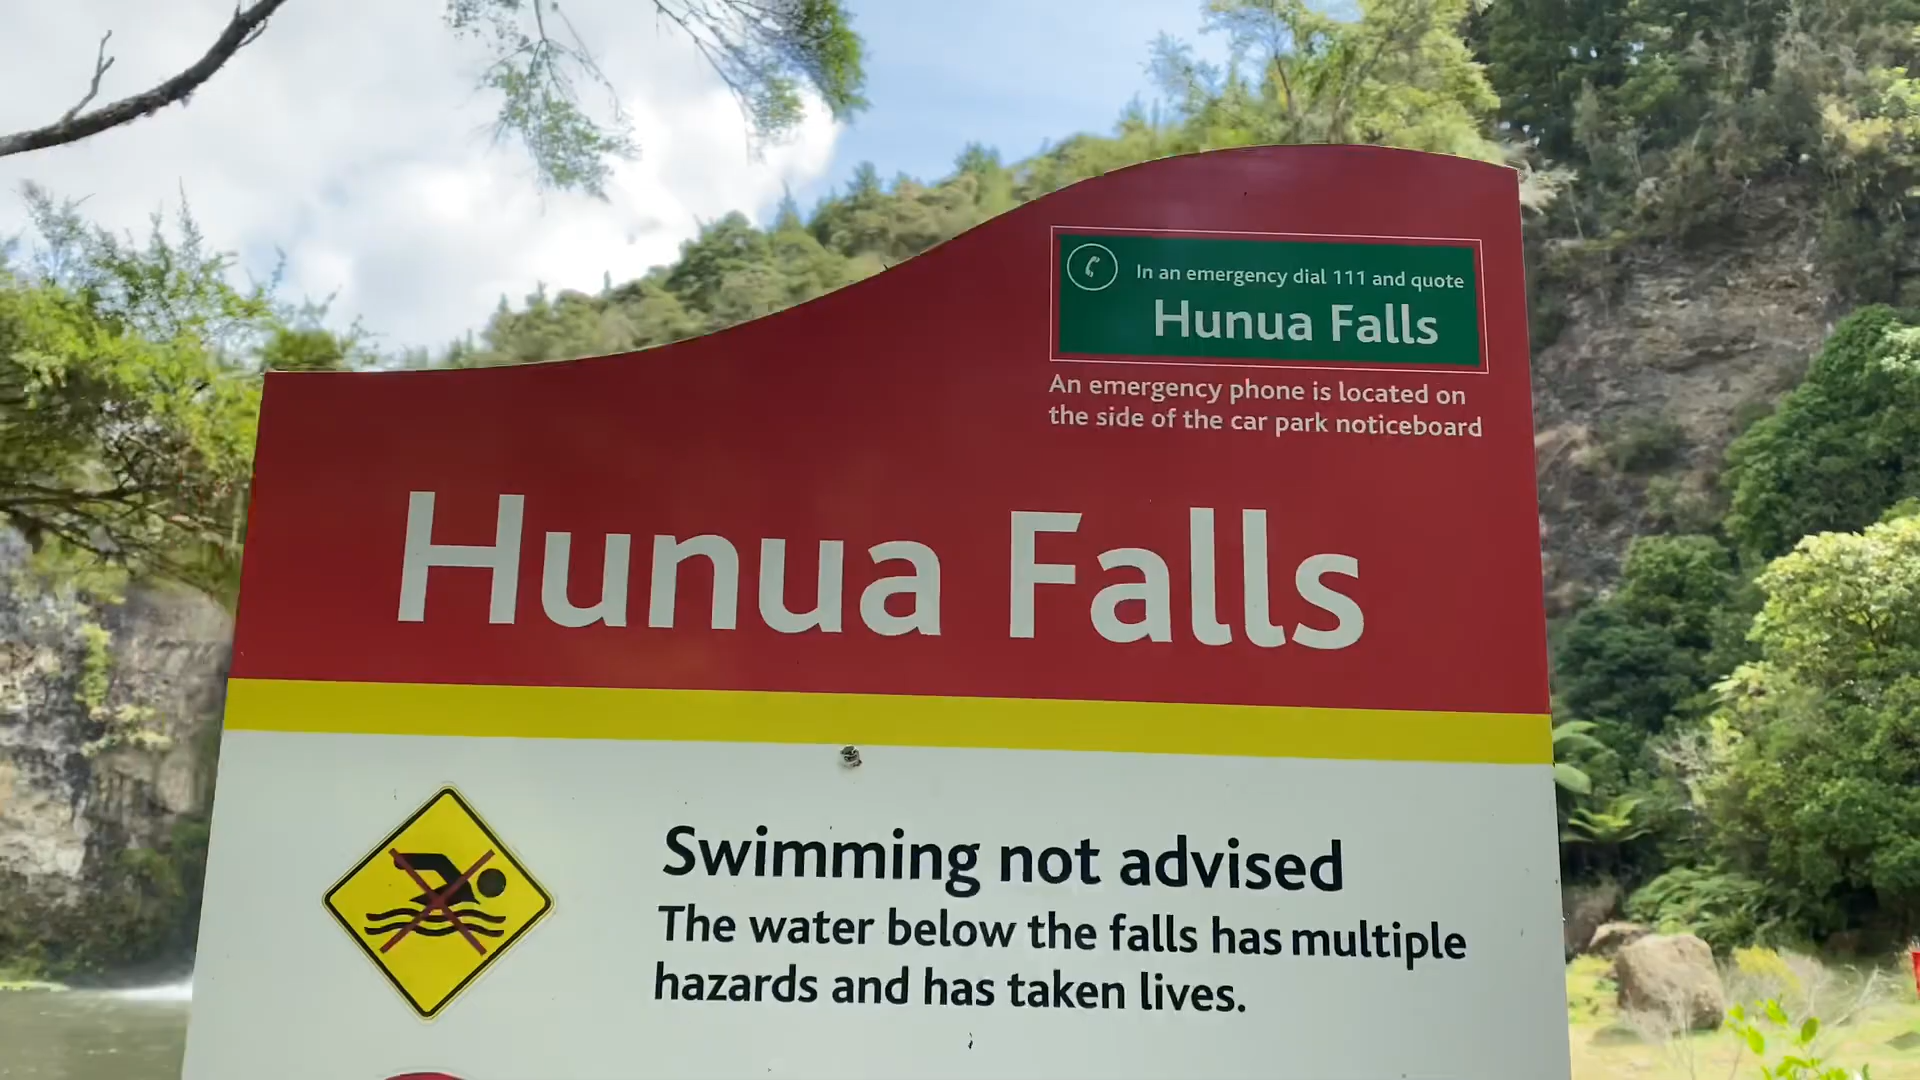 In an emergency dial 111 and quote
Hunua Falls
An emergency phone is located on
the side of the car park noticeboard
Hunua Falls
Swimming not advised
The water below the falls has multiple
hazards and has taken lives.